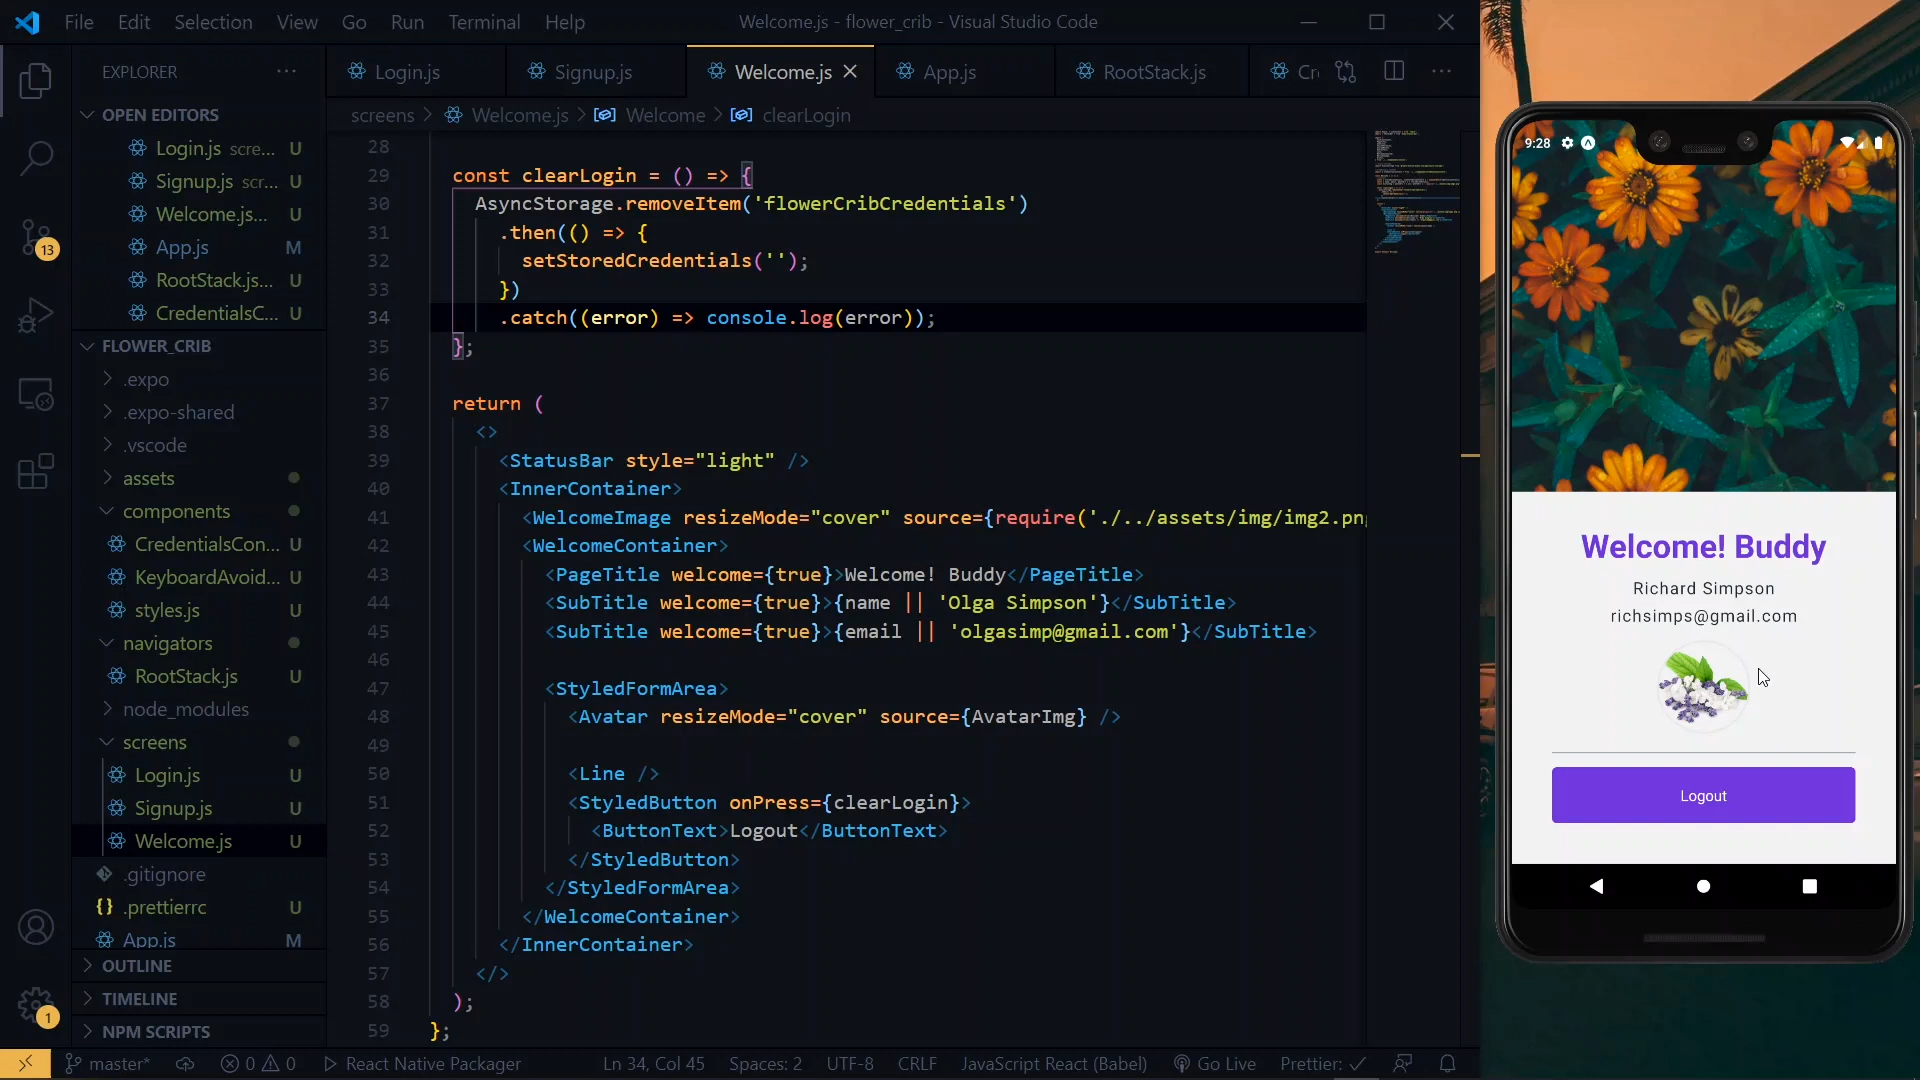 File Edit Selection View Go Run Terminal Help
Welcome.js - flower_crib - Visual Studio Code
EXPLORER
Login.js
Signup.js
Welcome.js
App.js
RootStack.js
Cr
screens > Welcome.js > Welcome > clearLogin
OPEN EDITORS
Login.js scre... U
Signup.js scr... U
Welcome.js... U
App.js M
RootStack.js... U
CredentialsC... U
13
FLOWER_CRIB
.expo
.expo-shared
.vscode
assets
components
CredentialsCon... U
KeyboardAvoid... U
styles.js U
navigators
RootStack.js U
node_modules
screens
Login.js U
Signup.js U
Welcome.js U
.gitignore
{} .prettierrc U
App.js M
OUTLINE
TIMELINE
NPM SCRIPTS
1
28
29 const clearLogin = () => {
30 AsyncStorage.removeItem('flowerCribCredentials')
31 .then(() => {
32 setStoredCredentials('');
33 })
34 .catch((error) => console.log(error));
35 };
36
37 return (
38 <>
39 <StatusBar style="light" />
40 <InnerContainer>
41 <WelcomeImage resizeMode="cover" source={require('./../assets/img/img2.png
42 <WelcomeContainer>
43 <PageTitle welcome={true}>Welcome! Buddy</PageTitle>
44 <SubTitle welcome={true}>{name || 'Olga Simpson'}</SubTitle>
45 <SubTitle welcome={true}>{email || 'olgasimp@gmail.com'}</SubTitle>
46
47 <StyledFormArea>
48 <Avatar resizeMode="cover" source={AvatarImg} />
49
50 <Line />
51 <StyledButton onPress={clearLogin}>
52 <ButtonText>Logout</ButtonText>
53 </StyledButton>
54 </StyledFormArea>
55 </WelcomeContainer>
56 </InnerContainer>
57 </>
58 );
59 };
master* 0 0 React Native Packager Ln 34, Col 45 Spaces: 2 UTF-8 CRLF JavaScript React (Babel) Go Live Prettier: ✓
9:28
Welcome! Buddy
Richard Simpson
richsimps@gmail.com
Logout